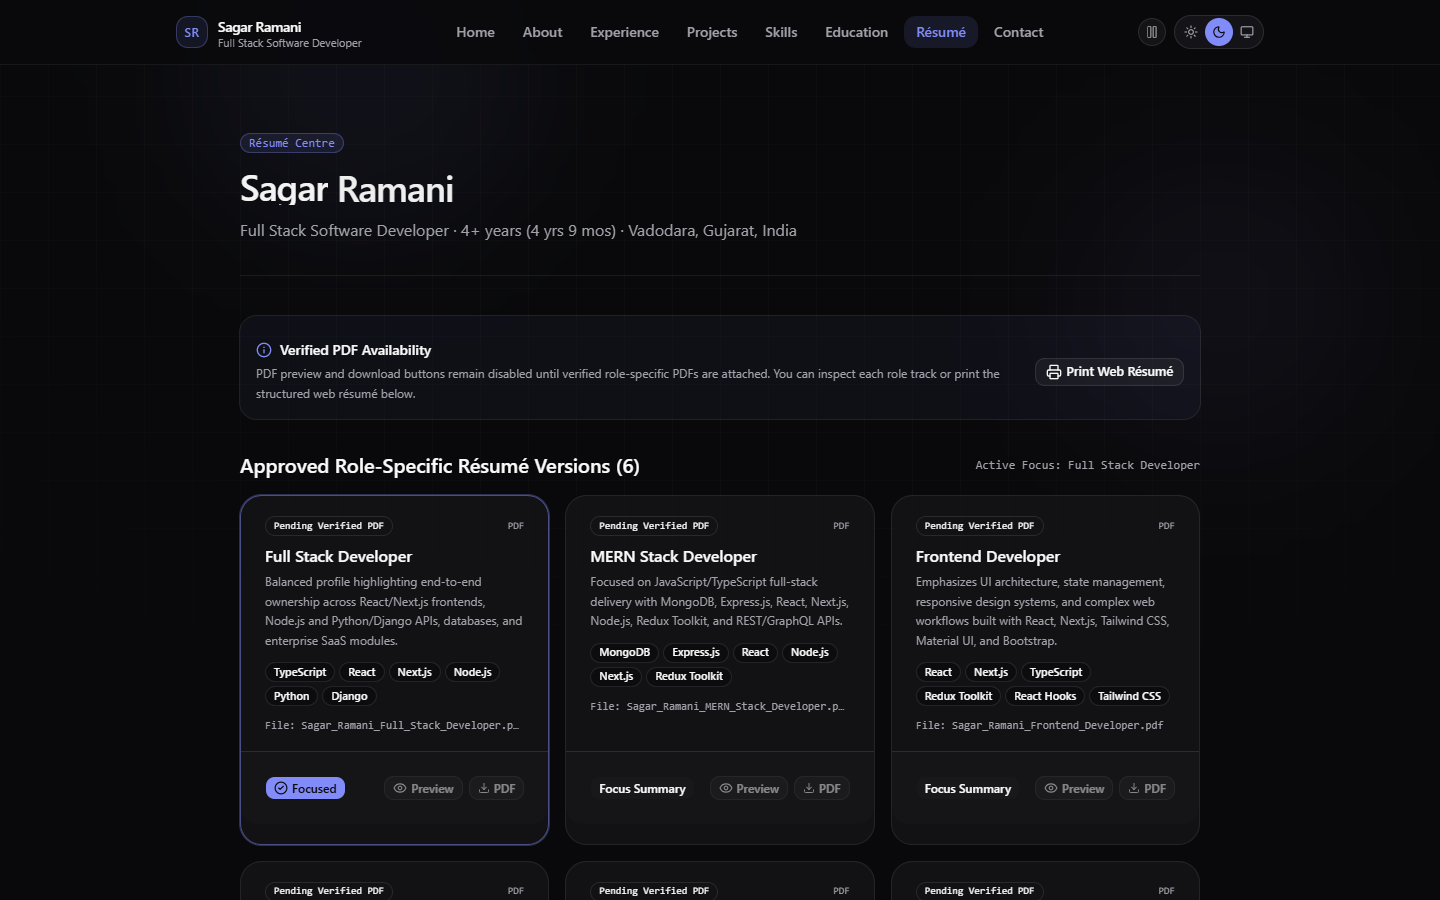 SR
Sagar Ramani
Full Stack Software Developer
Home
About
Experience
Projects
Skills
Education
Résumé
Contact
Résumé Centre
Sagar Ramani
Full Stack Software Developer · 4+ years (4 yrs 9 mos) · Vadodara, Gujarat, India
Verified PDF Availability
PDF preview and download buttons remain disabled until verified role-specific PDFs are attached. You can inspect each role track or print the
structured web résumé below.
Print Web Résumé
Approved Role-Specific Résumé Versions (6)
Active Focus: Full Stack Developer
Pending Verified PDF
PDF
Full Stack Developer
Balanced profile highlighting end-to-end
ownership across React/Next.js frontends,
Node.js and Python/Django APIs, databases, and
enterprise SaaS modules.
TypeScript
React
Next.js
Node.js
Python
Django
File: Sagar_Ramani_Full_Stack_Developer.p…
Focused
Preview
PDF
Pending Verified PDF
PDF
MERN Stack Developer
Focused on JavaScript/TypeScript full-stack
delivery with MongoDB, Express.js, React, Next.js,
Node.js, Redux Toolkit, and REST/GraphQL APIs.
MongoDB
Express.js
React
Node.js
Next.js
Redux Toolkit
File: Sagar_Ramani_MERN_Stack_Developer.p…
Focus Summary
Preview
PDF
Pending Verified PDF
PDF
Frontend Developer
Emphasizes UI architecture, state management,
responsive design systems, and complex web
workflows built with React, Next.js, Tailwind CSS,
Material UI, and Bootstrap.
React
Next.js
TypeScript
Redux Toolkit
React Hooks
Tailwind CSS
File: Sagar_Ramani_Frontend_Developer.pdf
Focus Summary
Preview
PDF
Pending Verified PDF
PDF
Pending Verified PDF
PDF
Pending Verified PDF
PDF